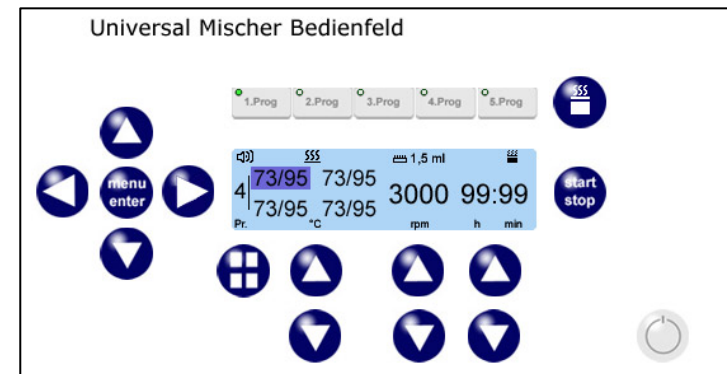 Universal Mischer Bedienfeld
1.Prog 2.Prog 3.Prog 4.Prog 5.Prog
1,5 ml
73/95 73/95
4 3000 99:99
73/95 73/95
Pr. °C rpm h min
menu
enter
start
stop